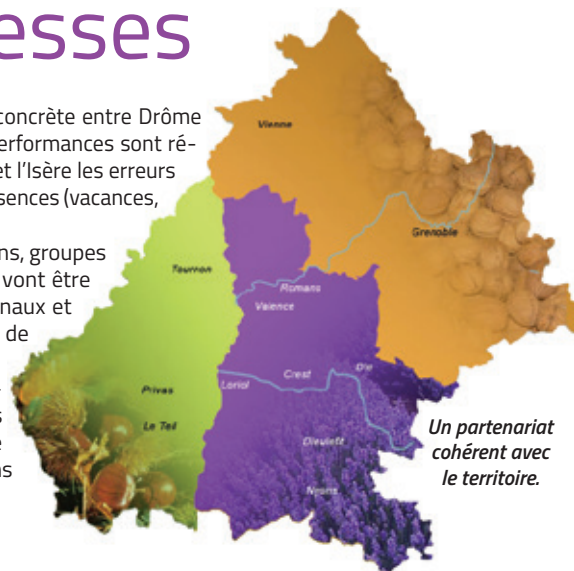 esses
concrète entre Drôme
erformances sont ré-
et l'Isère les erreurs
sences (vacances,
ns, groupes
vont être
naux et
de
-
s
e
ns
Vienne
Grenoble
Tournon
Romans
Valence
Privas
Loriol
Crest
Die
Le Teil
Dieulefit
Nyons
Un partenariat
cohérent avec
le territoire.